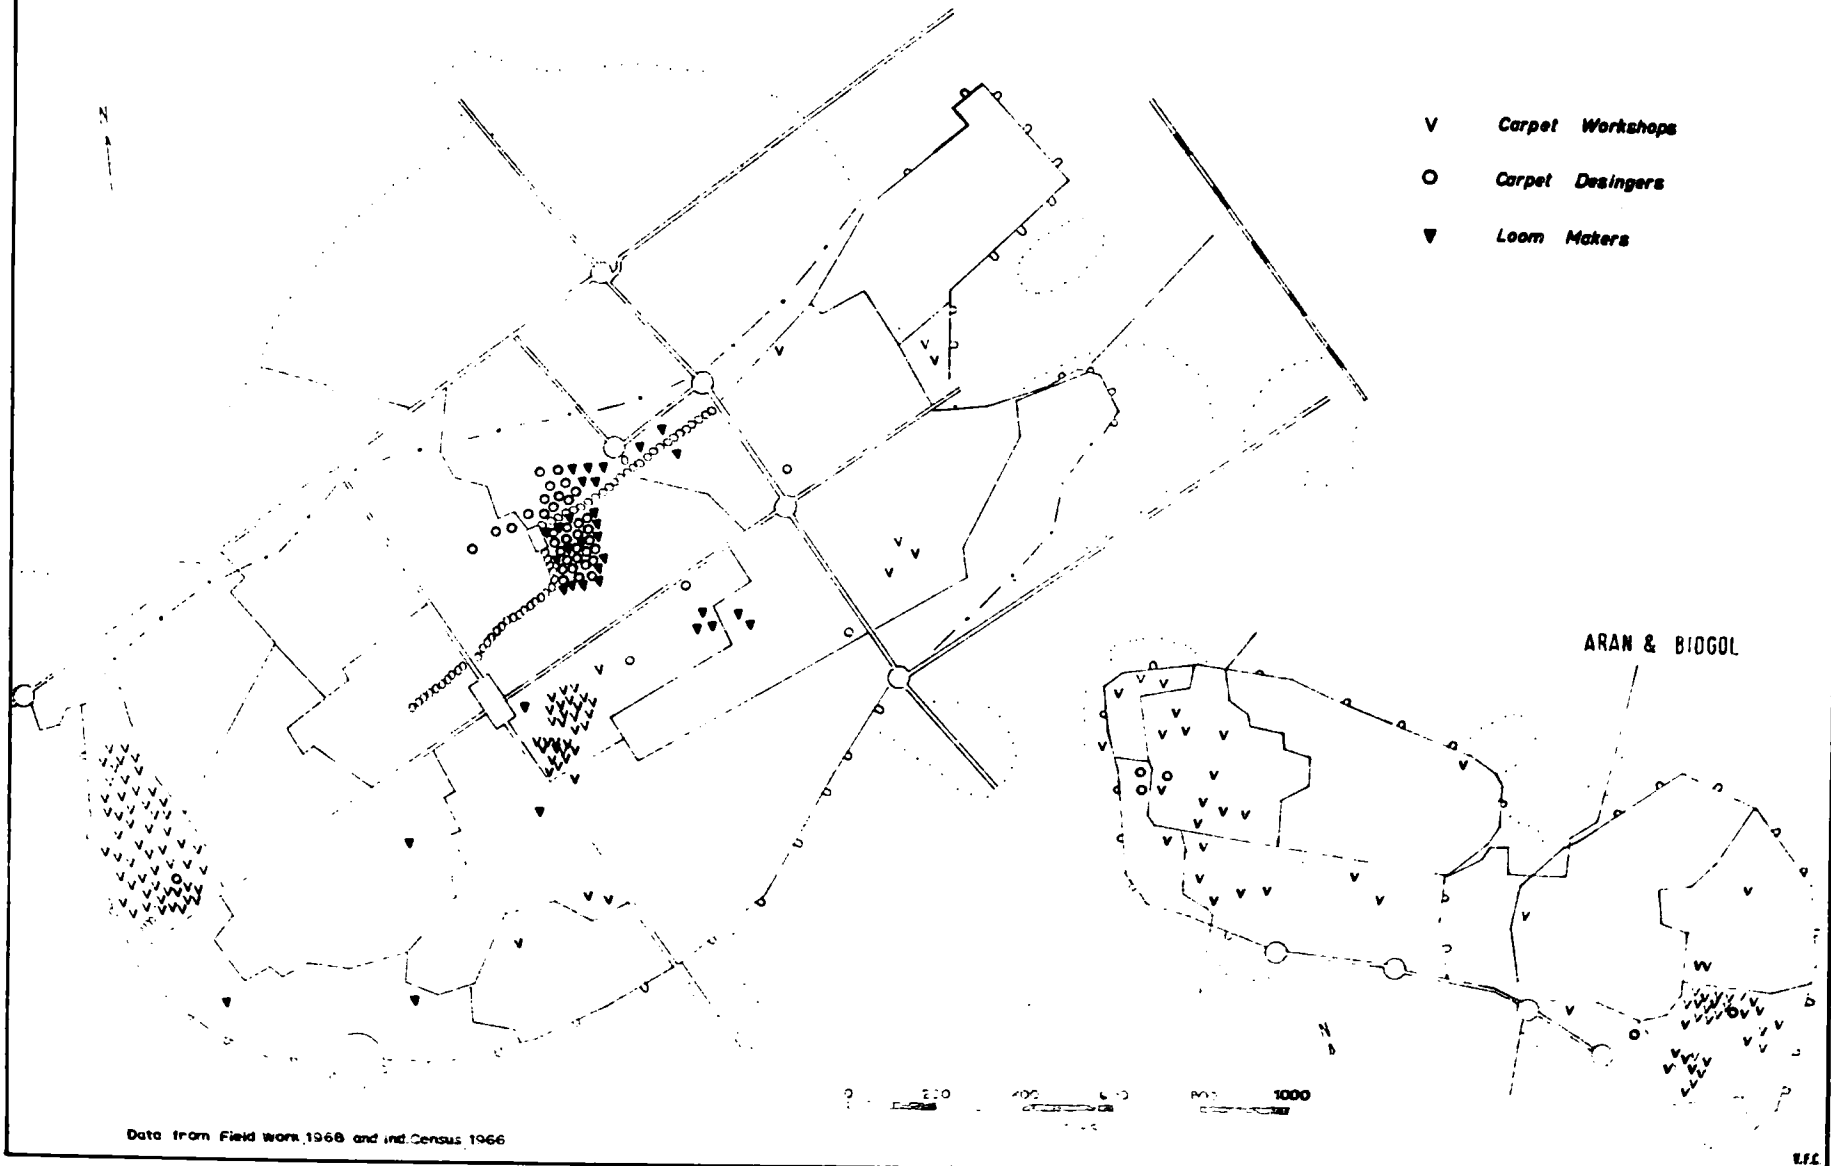 N
V Carpet Workshops
O Carpet Desingers
▼ Loom Makers
ARAN & BIDGOL
N
0 200 400 600 800 1000
Data from Field Work, 1968 and Ind. Census 1966